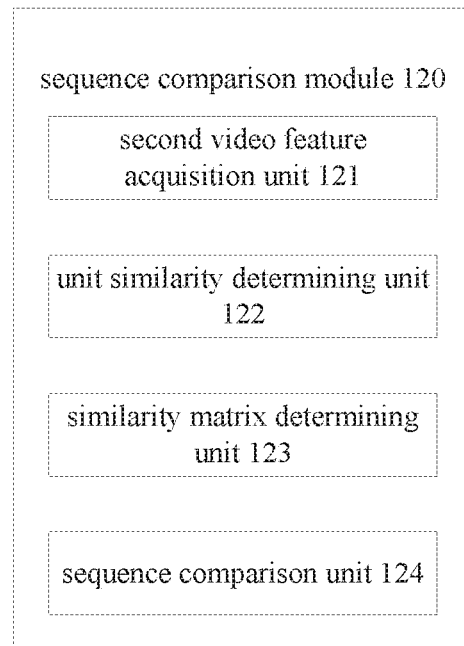 sequence comparison module 120
second video feature
acquisition unit 121
unit similarity determining unit
122
similarity matrix determining
unit 123
sequence comparison unit 124